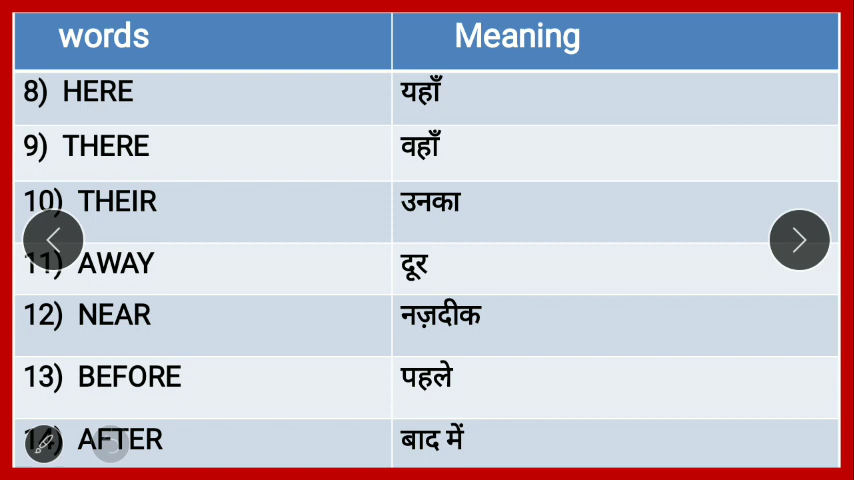 words Meaning
8) HERE यहाँ
9) THERE वहाँ
10) THEIR उनका
11) AWAY दूर
12) NEAR नज़दीक
13) BEFORE पहले
14) AFTER बाद में